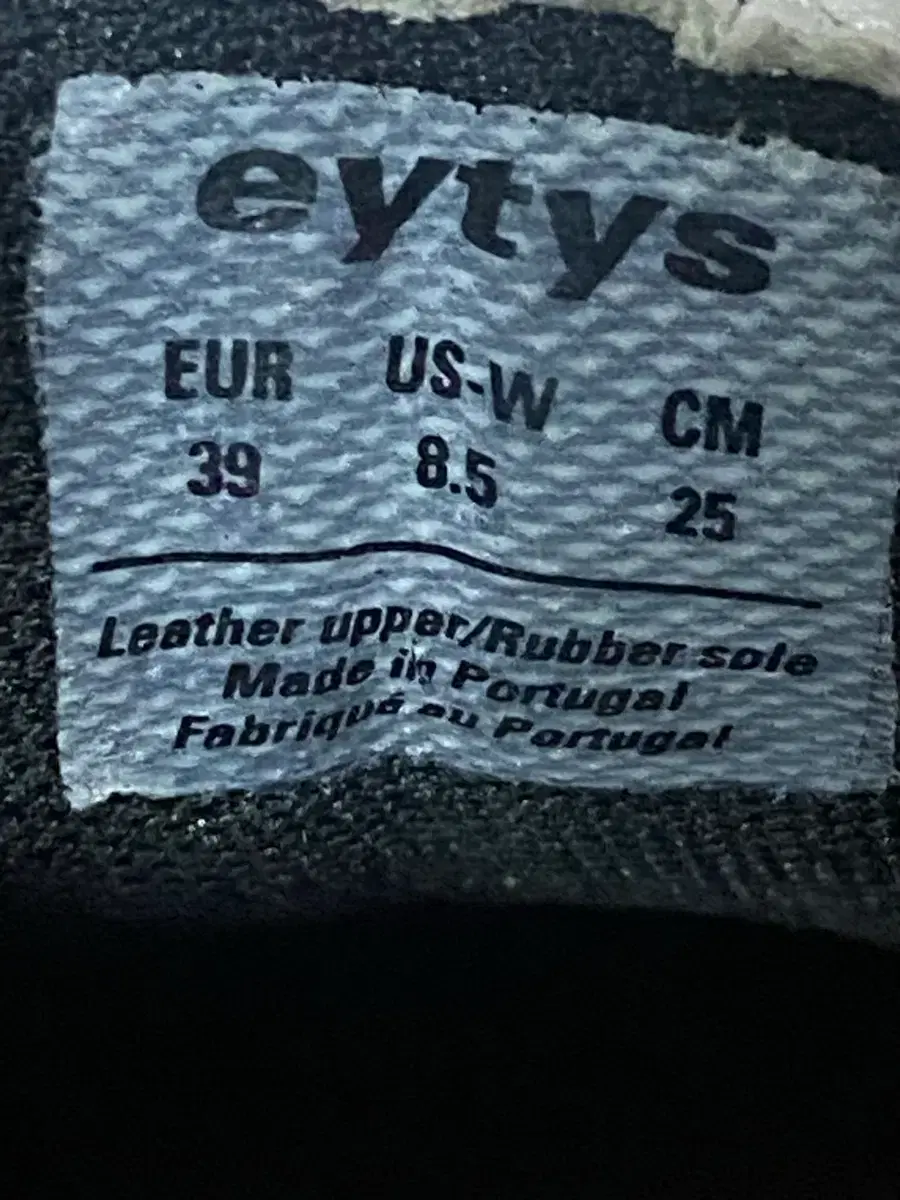 eytys
EUR US-W CM
39 8.5 25
Leather upper/Rubber sole
Made in Portugal
Fabriqué au Portugal